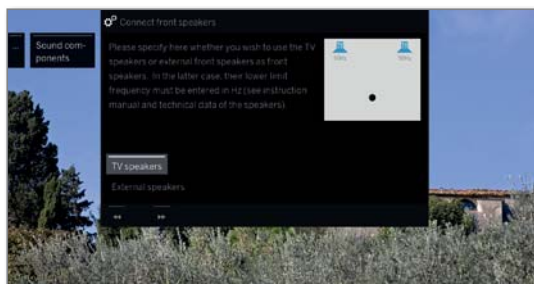 Connect front speakers
...
Sound com-
ponents
Please specify here whether you wish to use the TV
speakers or external front speakers as front
speakers. In the latter case, their lower limit
frequency must be entered in Hz (see instruction
manual and technical data of the speakers).
TV speakers
External speakers